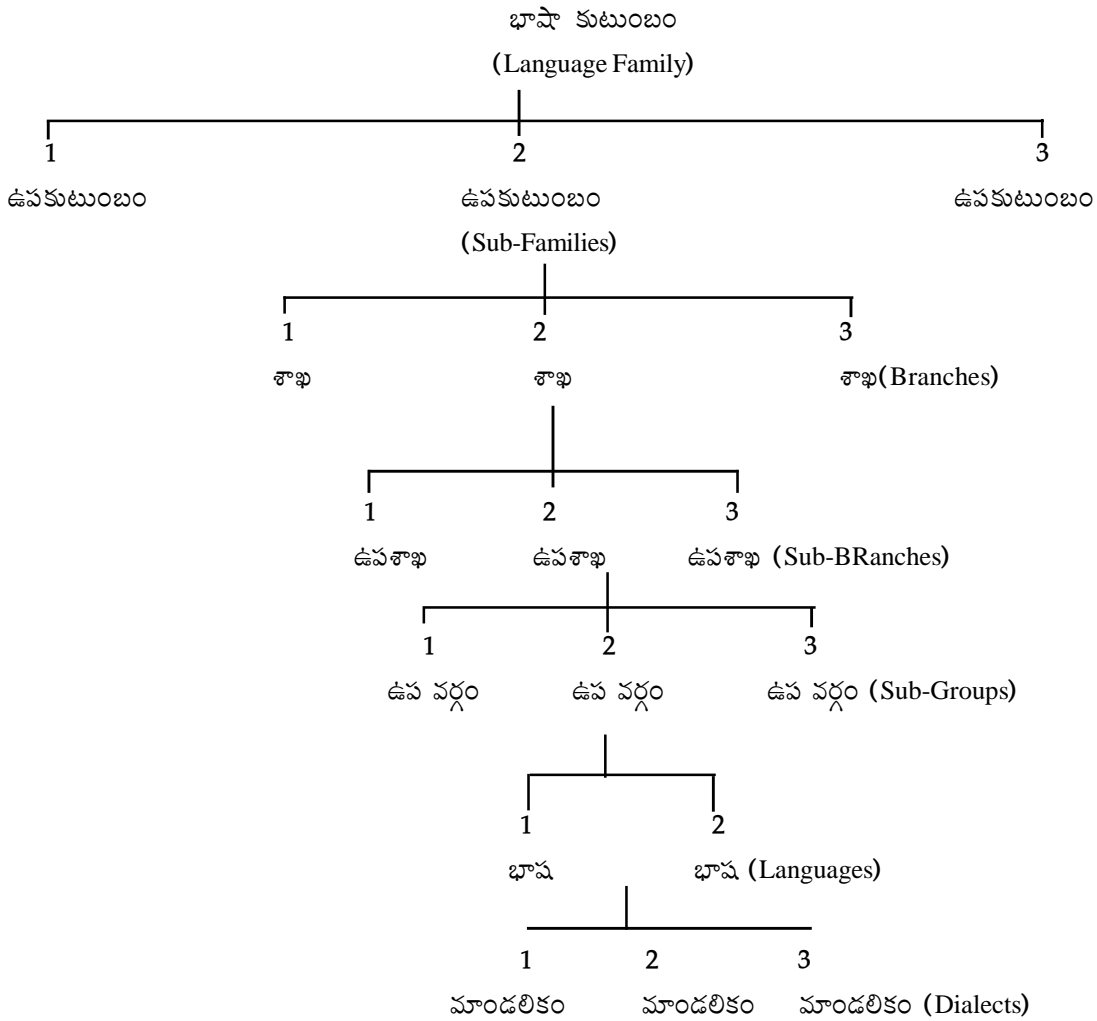 భాషా కుటుంబం
(Language Family)
1 2 3
ఉపకుటుంబం ఉపకుటుంబం ఉపకుటుంబం
(Sub-Families)
1 2 3
శాఖ శాఖ శాఖ(Branches)
1 2 3
ఉపశాఖ ఉపశాఖ ఉపశాఖ (Sub-BRanches)
1 2 3
ఉప వర్గం ఉప వర్గం ఉప వర్గం (Sub-Groups)
1 2
భాష భాష (Languages)
1 2 3
మాండలికం మాండలికం మాండలికం (Dialects)